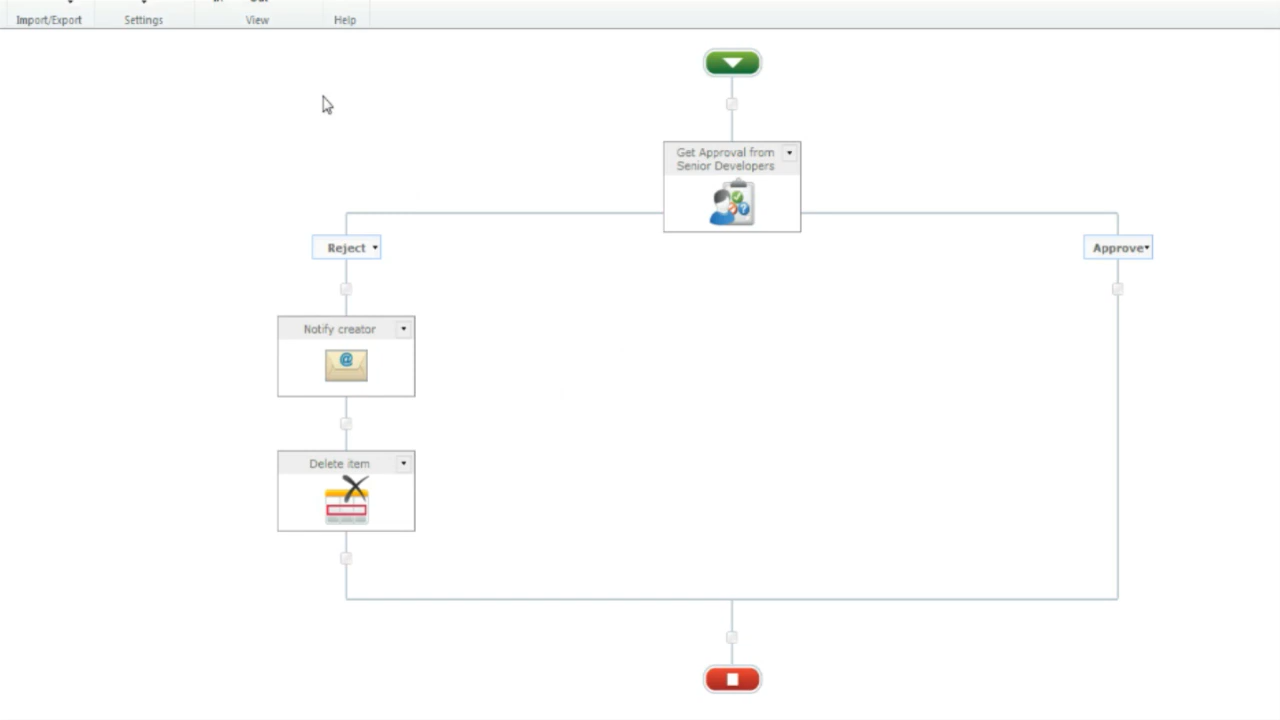 Import/Export
Settings
View
Help
Get Approval from
Senior Developers
Reject
Approve
Notify creator
@
Delete item